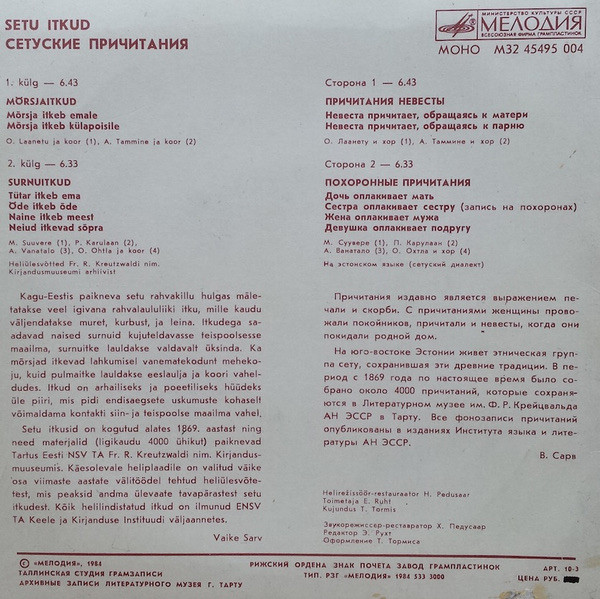 SETU ITKUD
СЕТУСКИЕ ПРИЧИТАНИЯ
МИНИСТЕРСТВО КУЛЬТУРЫ СССР
МЕЛОДИЯ
ВСЕСОЮЗНАЯ ФИРМА ГРАМПЛАСТИНОК
МОНО М32 45495 004
1. külg — 6.43
MÕRSJAITKUD
Mõrsja itkeb emale
Mõrsja itkeb külapoisile
O. Laanetu ja koor (1), A. Tammine ja koor (2)
2. külg — 6.33
SURNUITKUD
Tütar itkeb ema
Õde itkeb õde
Naine itkeb meest
Neiud itkevad sõpra
M. Suuvere (1), P. Karulaan (2),
A. Vanatalo (3), O. Ohtla ja koor (4)
Heliülesvõtted Fr. R. Kreutzwaldi nim.
Kirjandusmuuseumi arhiivist
Сторона 1 — 6.43
ПРИЧИТАНИЯ НЕВЕСТЫ
Невеста причитает, обращаясь к матери
Невеста причитает, обращаясь к парню
О. Лаанету и хор (1), А. Таммине и хор (2)
Сторона 2 — 6.33
ПОХОРОННЫЕ ПРИЧИТАНИЯ
Дочь оплакивает мать
Сестра оплакивает сестру (запись на похоронах)
Жена оплакивает мужа
Девушка оплакивает подругу
М. Суувере (1), П. Карулаан (2)
А. Ванатало (3), О. Охтла и хор (4)
На эстонском языке (сетуский диалект)
Kagu-Eestis paikneva setu rahvakillu hulgas mäle-
tatakse veel igivana rahvalaululiiki itku, mille kaudu
väljendatakse muret, kurbust, ja leina. Itkudega sa-
adavad naised surnuid kujuteldavasse teispoolsesse
maailma, surnuitke lauldakse valdavalt üksinda. Ka
mõrsjad itkevad lahkumisel vanematekodunt meheko-
ju, kuid pulmaitke lauldakse eeslaulja ja koori vahel-
dudes. Itkud on arhailiseks ja poeetiliseks hüüdeks
üle piiri, mis pidi endisaegsete uskumuste kohaselt
võimaldama kontakti siin- ja teispoolse maailma vahel.
Setu itkusid on kogutud alates 1869. aastast ning
need materjalid (ligikaudu 4000 ühikut) paiknevad
Tartus Eesti NSV TA Fr. R. Kreutzwaldi nim. Kirjan-
dusmuuseumis. Käesolevale heliplaadile on valitud väike
osa viimaste aastate välitöödel tehtud heliülesvõte-
test, mis peaksid andma ülevaate tavapärastest setu
itkudest. Kõik helilindistatud itkud on ilmunud ENSV
TA Keele ja Kirjanduse Instituudi väljaannetes.
Vaike Sarv
Причитания издавно является выражением пе-
чали и скорби. С причитаниями женщины прово-
жали покойников, причитали и невесты, когда они
покидали родной дом.
На юго-востоке Эстонии живет этническая груп-
па сету, сохранившая эти древние традиции. В пе-
риод с 1869 года по настоящее время было со-
брано около 4000 причитаний, которые сохраня-
ются в Литературном музее им. Ф. Р. Крейцвальда
АН ЭССР в Тарту. Все фонозаписи причитаний
опубликованы в изданиях Института языка и лите-
ратуры АН ЭССР.
В. Сарв
Helirežissöör-restauraator H. Pedusaar
Toimetaja E. Ruht
Kujundus T. Tormis
Звукорежиссер-реставратор Х. Педусаар
Редактор Э. Рухт
Оформление Т. Тормиса
© «МЕЛОДИЯ», 1984
ТАЛЛИНСКАЯ СТУДИЯ ГРАМЗАПИСИ
АРХИВНЫЕ ЗАПИСИ ЛИТЕРАТУРНОГО МУЗЕЯ Г. ТАРТУ
РИЖСКИЙ ОРДЕНА ЗНАК ПОЧЕТА ЗАВОД ГРАМПЛАСТИНОК
ТИП. РЗГ «МЕЛОДИЯ» 1984 533 3000
АРТ. 10-3
ЦЕНА РУБ.